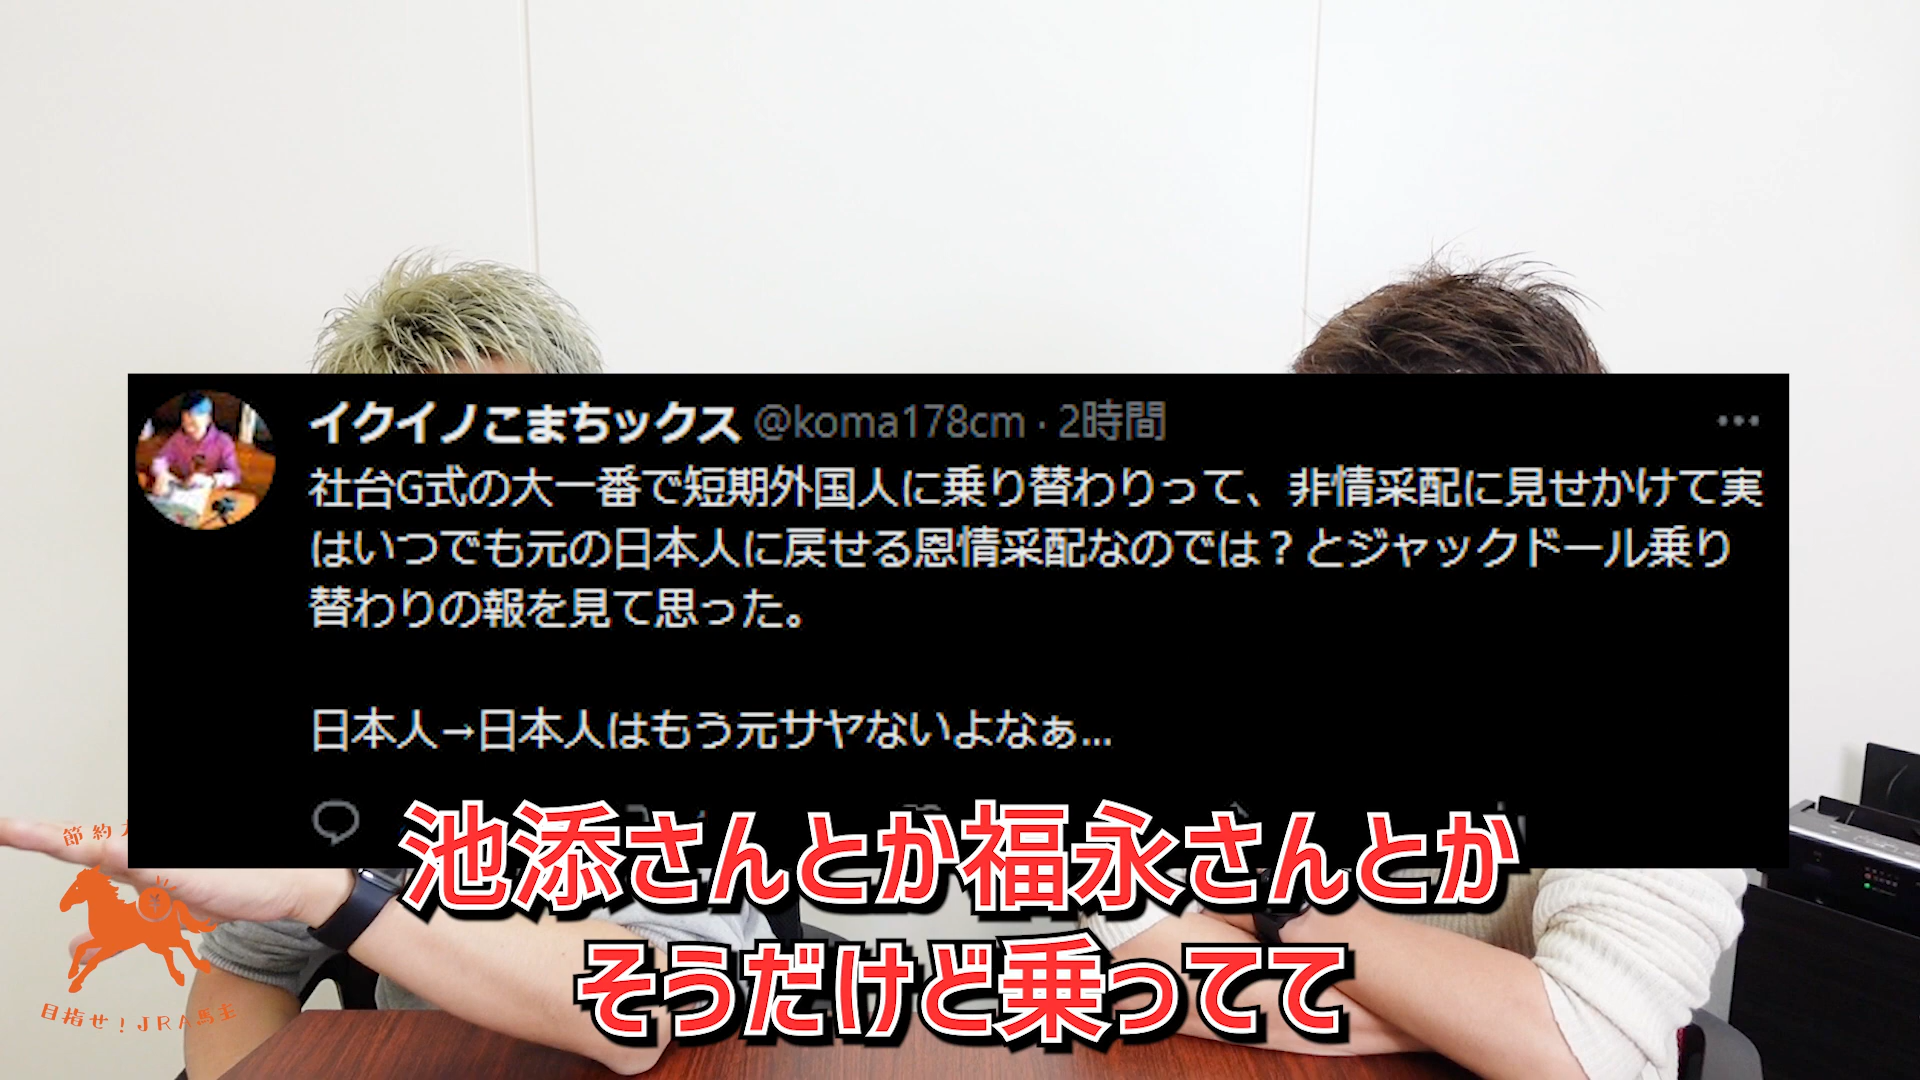 イクイノこまちックス @koma178cm · 2時間
社台G式の大一番で短期外国人に乗り替わりって、非情采配に見せかけて実
はいつでも元の日本人に戻せる恩情采配なのでは？とジャックドール乗り
替わりの報を見て思った。
日本人→日本人はもう元サヤないよなぁ...
池添さんとか福永さんとか
そうだけど乗ってて
節約
目指せ！JRA馬主